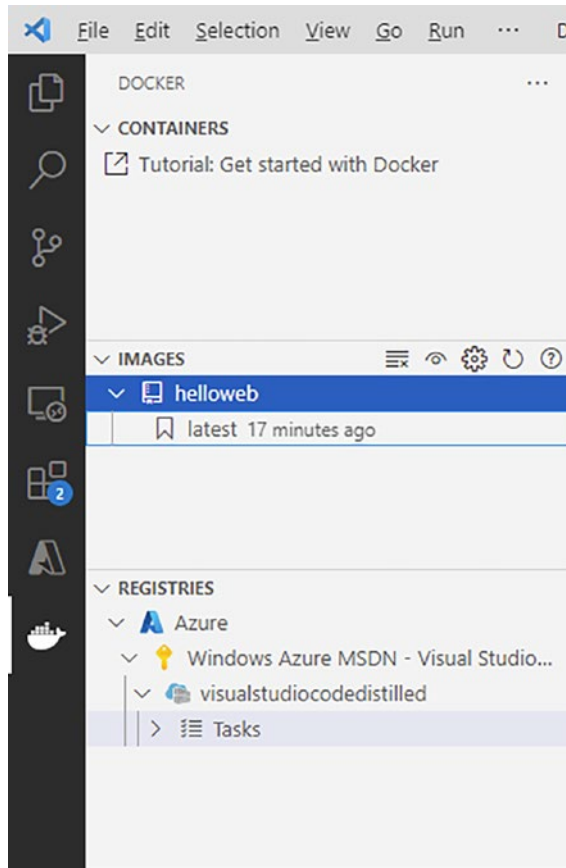 File Edit Selection View Go Run ... D
DOCKER ...
CONTAINERS
Tutorial: Get started with Docker
IMAGES
helloweb
latest 17 minutes ago
2
REGISTRIES
Azure
Windows Azure MSDN - Visual Studio...
visualstudiocodedistilled
Tasks